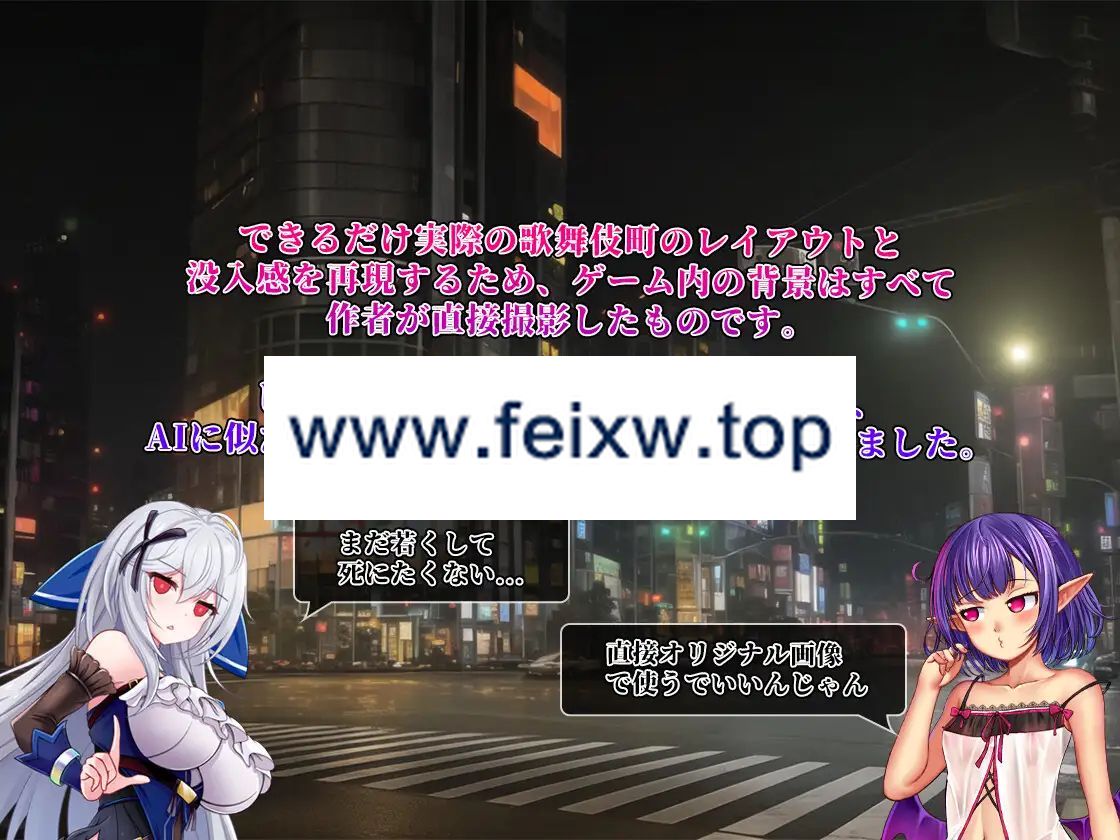 できるだけ実際の歌舞伎町のレイアウトと
没入感を再現するため、ゲーム内の背景はすべて
作者が直接撮影したものです。
www.feixw.top
AIに似
ました。
まだ若くして
死にたくない...
直接オリジナル画像
で使うでいいんじゃん